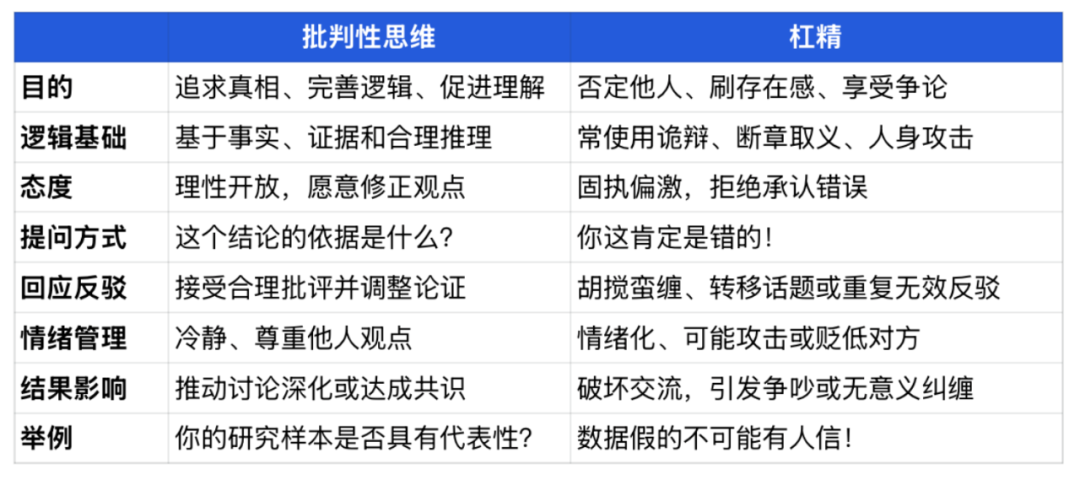 批判性思维 杠精
目的 追求真相、完善逻辑、促进理解 否定他人、刷存在感、享受争论
逻辑基础 基于事实、证据和合理推理 常使用诡辩、断章取义、人身攻击
态度 理性开放，愿意修正观点 固执偏激，拒绝承认错误
提问方式 这个结论的依据是什么？ 你这肯定是错的！
回应反驳 接受合理批评并调整论证 胡搅蛮缠、转移话题或重复无效反驳
情绪管理 冷静、尊重他人观点 情绪化、可能攻击或贬低对方
结果影响 推动讨论深化或达成共识 破坏交流，引发争吵或无意义纠缠
举例 你的研究样本是否具有代表性？ 数据假的不可能有人信！